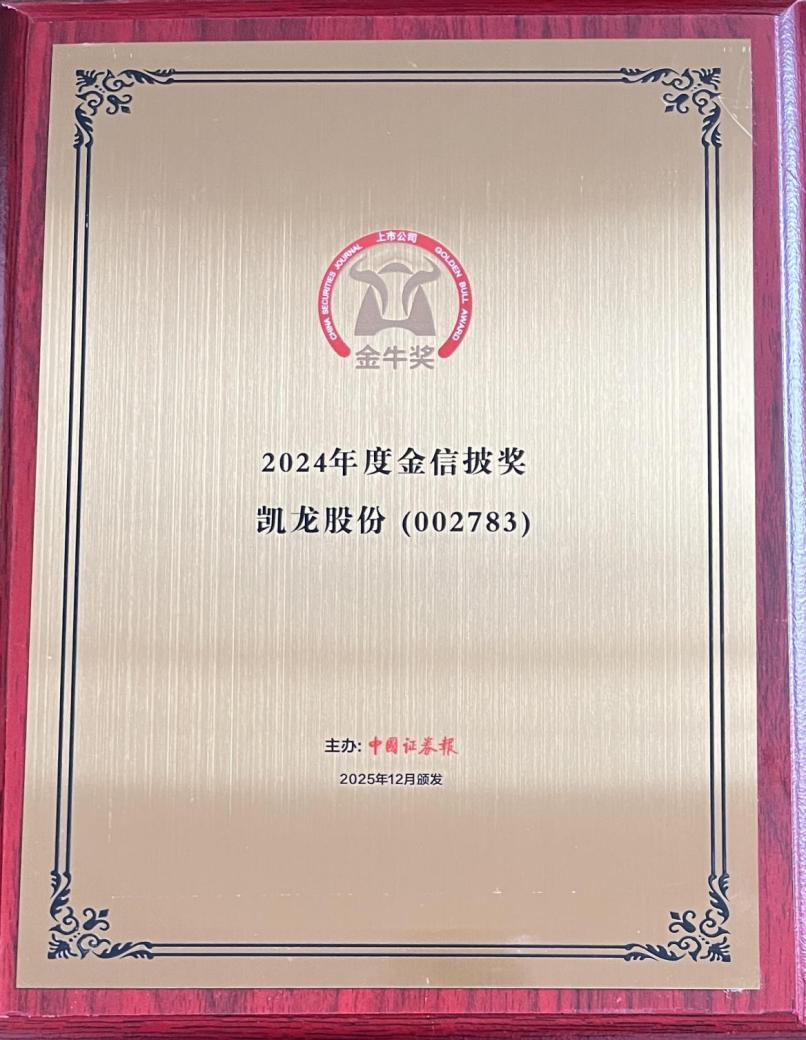 CHINA SECURITIES JOURNAL 上市公司 GOLDEN BULL AWARD
金牛奖
2024年度金信披奖
凯龙股份 (002783)
主办: 中國证券报
2025年12月颁发